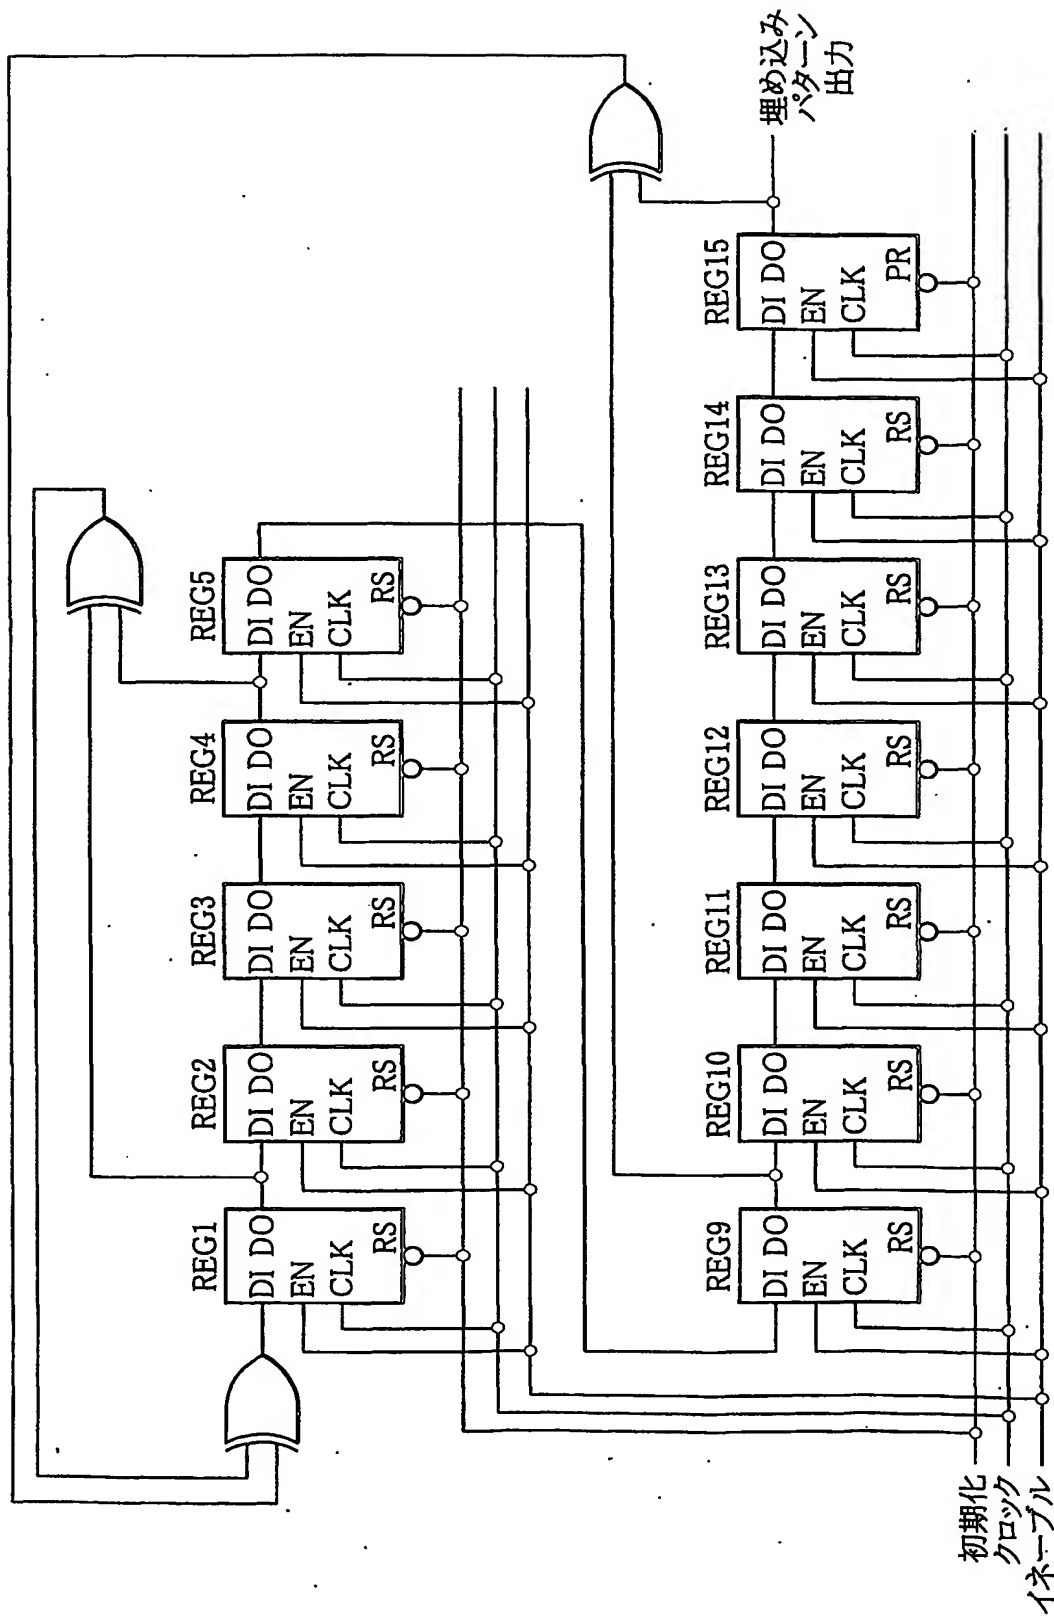 REG1
DI DO
EN
CLK
RS
REG2
DI DO
EN
CLK
RS
REG3
DI DO
EN
CLK
RS
REG4
DI DO
EN
CLK
RS
REG5
DI DO
EN
CLK
RS
REG9
DI DO
EN
CLK
RS
REG10
DI DO
EN
CLK
RS
REG11
DI DO
EN
CLK
RS
REG12
DI DO
EN
CLK
RS
REG13
DI DO
EN
CLK
RS
REG14
DI DO
EN
CLK
RS
REG15
DI DO
EN
CLK
PR
埋め込み
パターン
出力
初期化
クロック
イネーブル